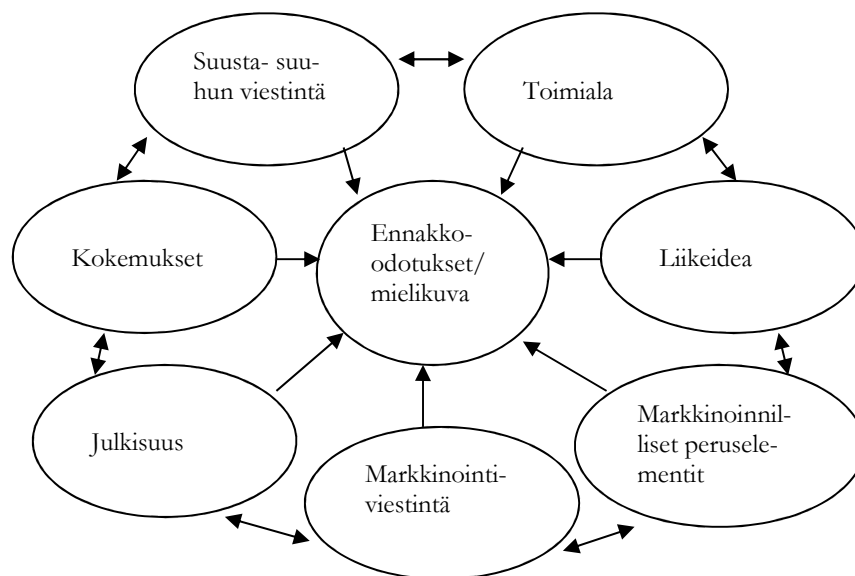 Suusta- suu-
hun viestintä
Toimiala
Kokemukset
Ennakko-
odotukset/
mielikuva
Liikeidea
Julkisuus
Markkinointi-
viestintä
Markkinoinnil-
liset perusele-
mentit